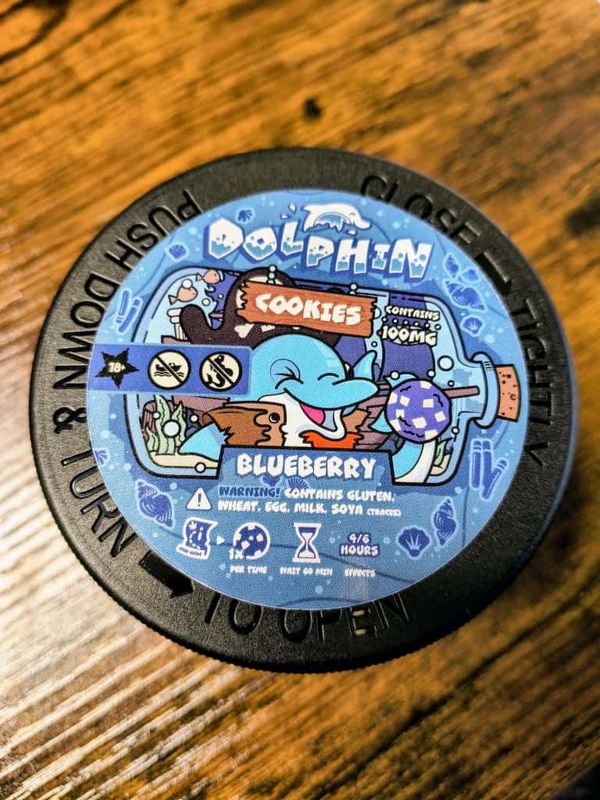 PUSH DOWN & TURN
TO OPEN
CLOSE
TIGHTLY
DOLPHIN
COOKIES
CONTAINS
100MG
18+
BLUEBERRY
WARNING! CONTAINS GLUTEN,
WHEAT, EGG, MILK, SOYA (TRACES)
1X
4/6
HOURS
PER TIME
WAIT 60 MIN
EFFECTS